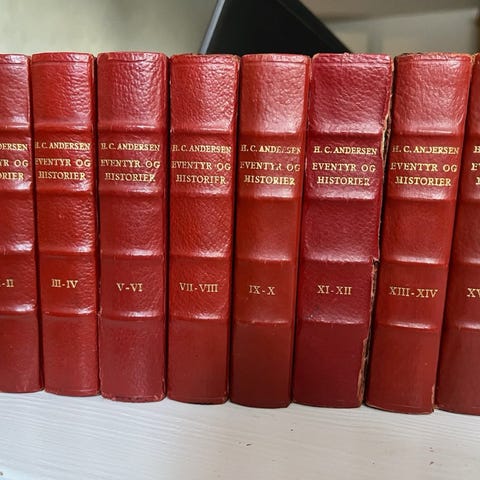 H. C. ANDERSEN
EVENTYR OG
HISTORIER
III-IV
H. C. ANDERSEN
EVENTYR OG
HISTORIER
V-VI
H. C. ANDERSEN
EVENTYR OG
HISTORIER
VII-VIII
H. C. ANDERSEN
EVENTYR OG
HISTORIER
IX-X
H. C. ANDERSEN
EVENTYR OG
HISTORIER
XI-XII
H. C. ANDERSEN
EVENTYR OG
HISTORIER
XIII-XIV